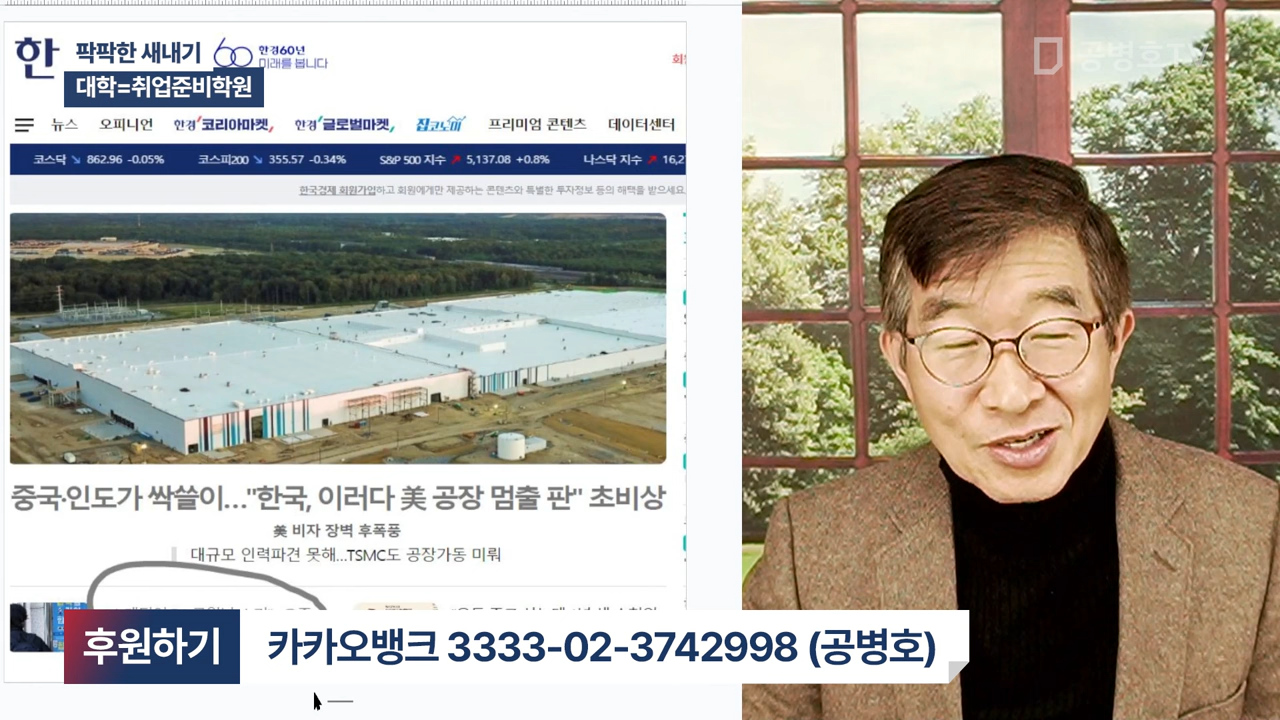 한
팍팍한 새내기
60
한경60년
미래를 봅니다
대학=취업준비학원
공병호TV
뉴스
오피니언
한경 코리아마켓,
한경 글로벌마켓,
집코노미
프리미엄 콘텐츠
데이터센터
코스닥 ↘ 862.96 -0.05%
코스피200 ↘ 355.57 -0.34%
S&P 500 지수 ↗ 5,137.08 +0.8%
나스닥 지수 ↗ 16,2
한국경제 회원가입하고 회원에게만 제공하는 콘텐츠와 특별한 투자정보 등의 혜택을 받으세요
중국·인도가 싹쓸이..."한국, 이러다 美 공장 멈출 판" 초비상
美 비자 장벽 후폭풍
대규모 인력파견 못해...TSMC도 공장가동 미뤄
후원하기
카카오뱅크 3333-02-3742998 (공병호)